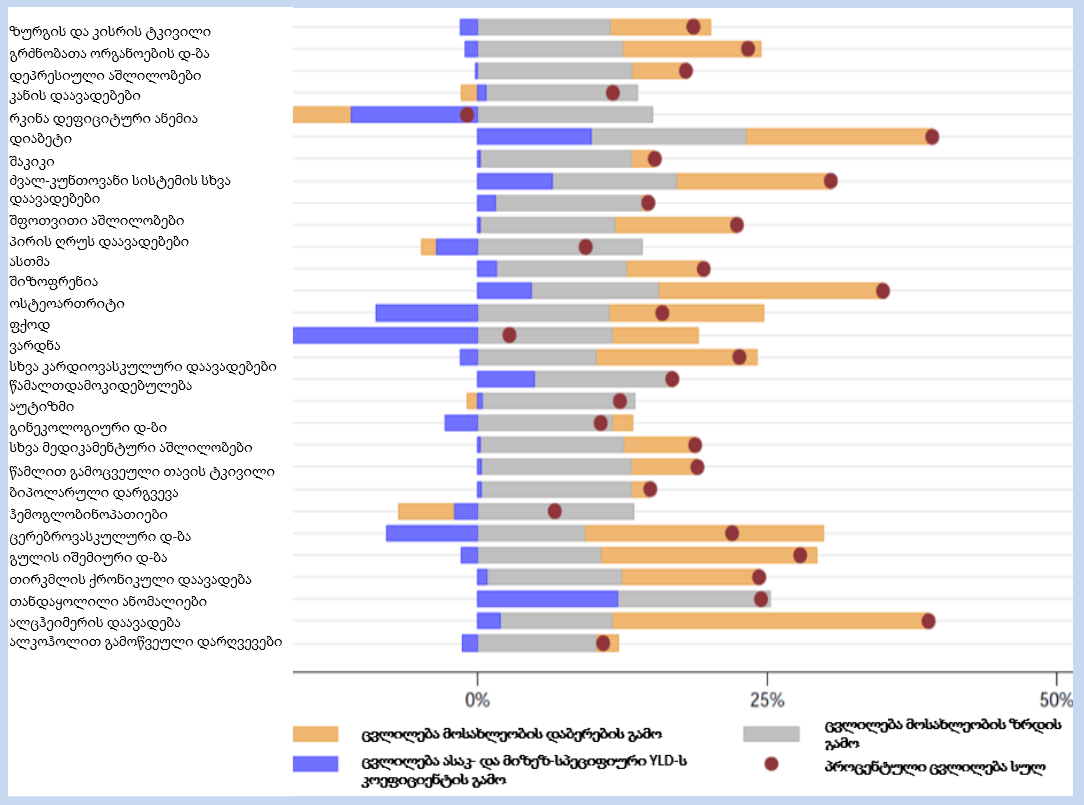 ზურგის და კისრის ტკივილი
გრძნობათა ორგანოების დ-ბა
დეპრესიული აშლილობები
კანის დაავადებები
რკინა დეფიციტური ანემია
დიაბეტი
შაკიკი
ძვალ-კუნთოვანი სისტემის სხვა
დაავადებები
შფოთვითი აშლილობები
პირის ღრუს დაავადებები
ასთმა
შიზოფრენია
ოსტეოართრიტი
ფქოდ
ვარდნა
სხვა კარდიოვასკულური დაავადებები
წამალთდამოკიდებულება
აუტიზმი
გინეკოლოგიური დ-ბი
სხვა მედიკამენტური აშლილობები
წამლით გამოცვეული თავის ტკივილი
ბიპოლარული დარგვევა
ჰემოგლობინოპათიები
ცერებროვასკულური დ-ბა
გულის იშემიური დ-ბა
თირკმლის ქრონიკული დაავადება
თანდაყოლილი ანომალიები
ალცჰეიმერის დაავადება
ალკოჰოლით გამოწვეული დარღვევები
0% 25% 50%
ცვლილება მოსახლეობის დაბერების გამო
ცვლილება მოსახლეობის ზრდის
გამო
ცვლილება ასაკ- და მიზეზ-სპეციფიური YLD-ს
კოეფიციენტის გამო
პროცენტული ცვლილება სულ